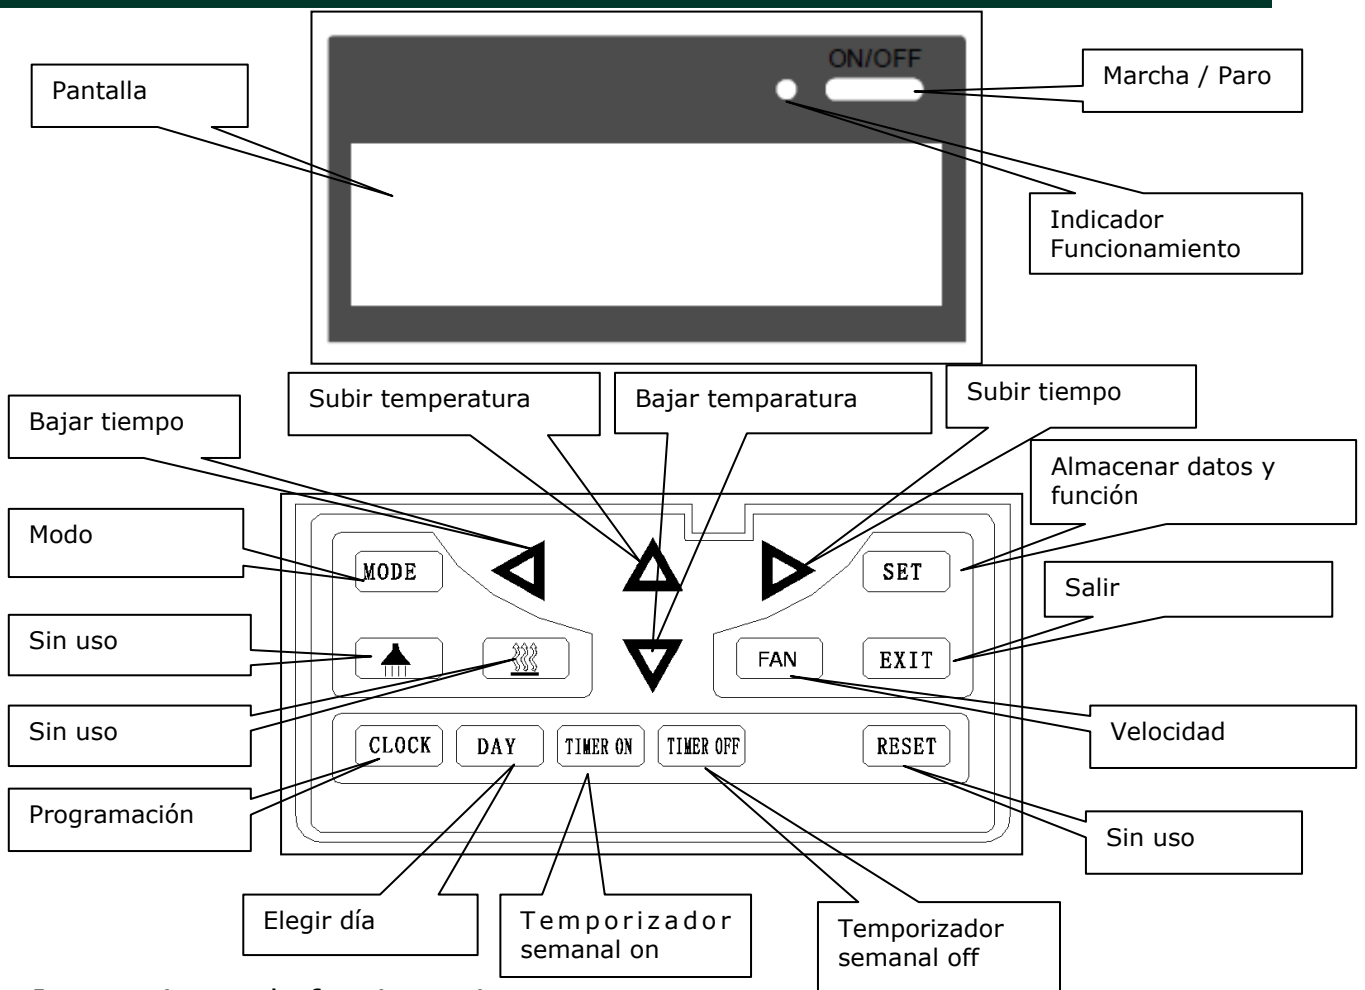 ON/OFF
Pantalla
Marcha / Paro
Indicador
Funcionamiento
Subir temperatura
Bajar temparatura
Subir tiempo
Bajar tiempo
Almacenar datos y
función
Modo
MODE
SET
Salir
Sin uso
FAN
EXIT
Sin uso
Velocidad
CLOCK
DAY
TIMER ON
TIMER OFF
RESET
Programación
Sin uso
Elegir día
Temporizador
semanal on
Temporizador
semanal off